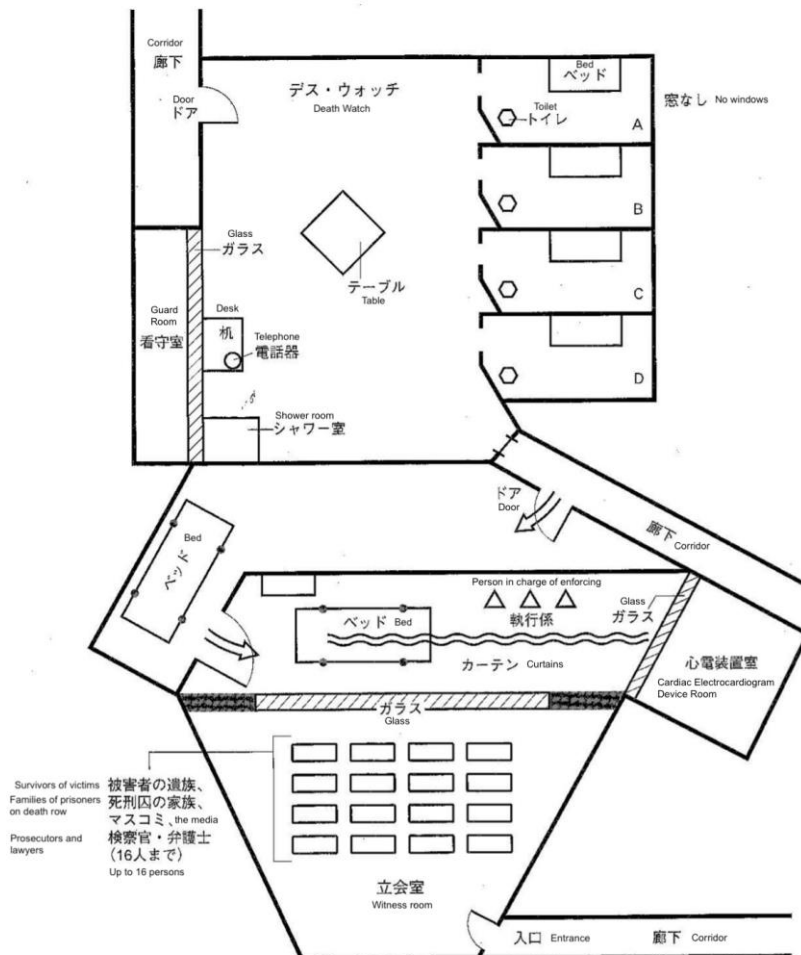 Corridor
廊下
Door
ドア
デス・ウォッチ
Death Watch
Bed
ベッド
Toilet
トイレ
A
窓なし No windows
B
C
D
Glass
ガラス
テーブル
Table
Guard
Room
看守室
Desk
机
Telephone
電話器
Shower room
シャワー室
ドア
Door
廊下 Corridor
Bed
ベッド
Person in charge of enforcing
執行係
Glass
ガラス
ベッド Bed
カーテン Curtains
心電装置室
Cardiac Electrocardiogram
Device Room
ガラス
Glass
Survivors of victims 被害者の遺族、
Families of prisoners
on death row
死刑囚の家族、
マスコミ、the media
Prosecutors and
lawyers
検察官・弁護士
(16人まで)
Up to 16 persons
立会室
Witness room
入口 Entrance
廊下 Corridor